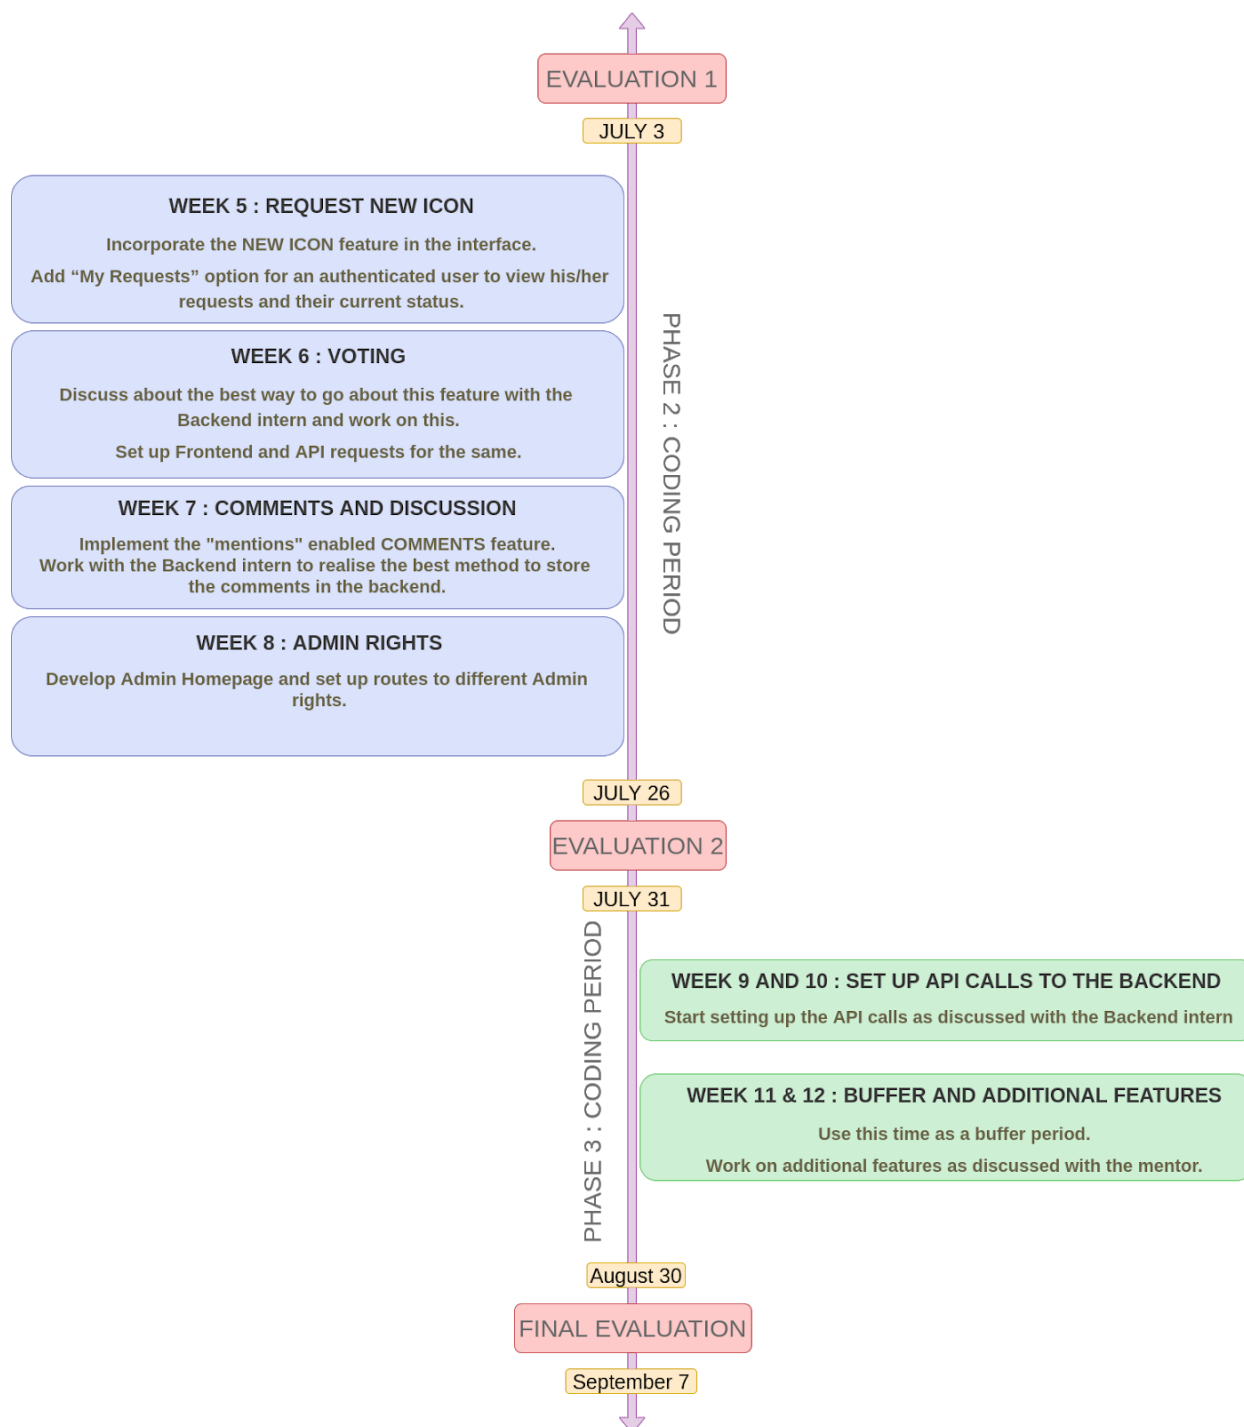 EVALUATION 1
JULY 3
WEEK 5 : REQUEST NEW ICON
Incorporate the NEW ICON feature in the interface.
Add “My Requests” option for an authenticated user to view his/her
requests and their current status.
WEEK 6 : VOTING
Discuss about the best way to go about this feature with the
Backend intern and work on this.
Set up Frontend and API requests for the same.
WEEK 7 : COMMENTS AND DISCUSSION
Implement the "mentions" enabled COMMENTS feature.
Work with the Backend intern to realise the best method to store
the comments in the backend.
WEEK 8 : ADMIN RIGHTS
Develop Admin Homepage and set up routes to different Admin
rights.
PHASE 2 : CODING PERIOD
JULY 26
EVALUATION 2
JULY 31
PHASE 3 : CODING PERIOD
WEEK 9 AND 10 : SET UP API CALLS TO THE BACKEND
Start setting up the API calls as discussed with the Backend intern
WEEK 11 & 12 : BUFFER AND ADDITIONAL FEATURES
Use this time as a buffer period.
Work on additional features as discussed with the mentor.
August 30
FINAL EVALUATION
September 7